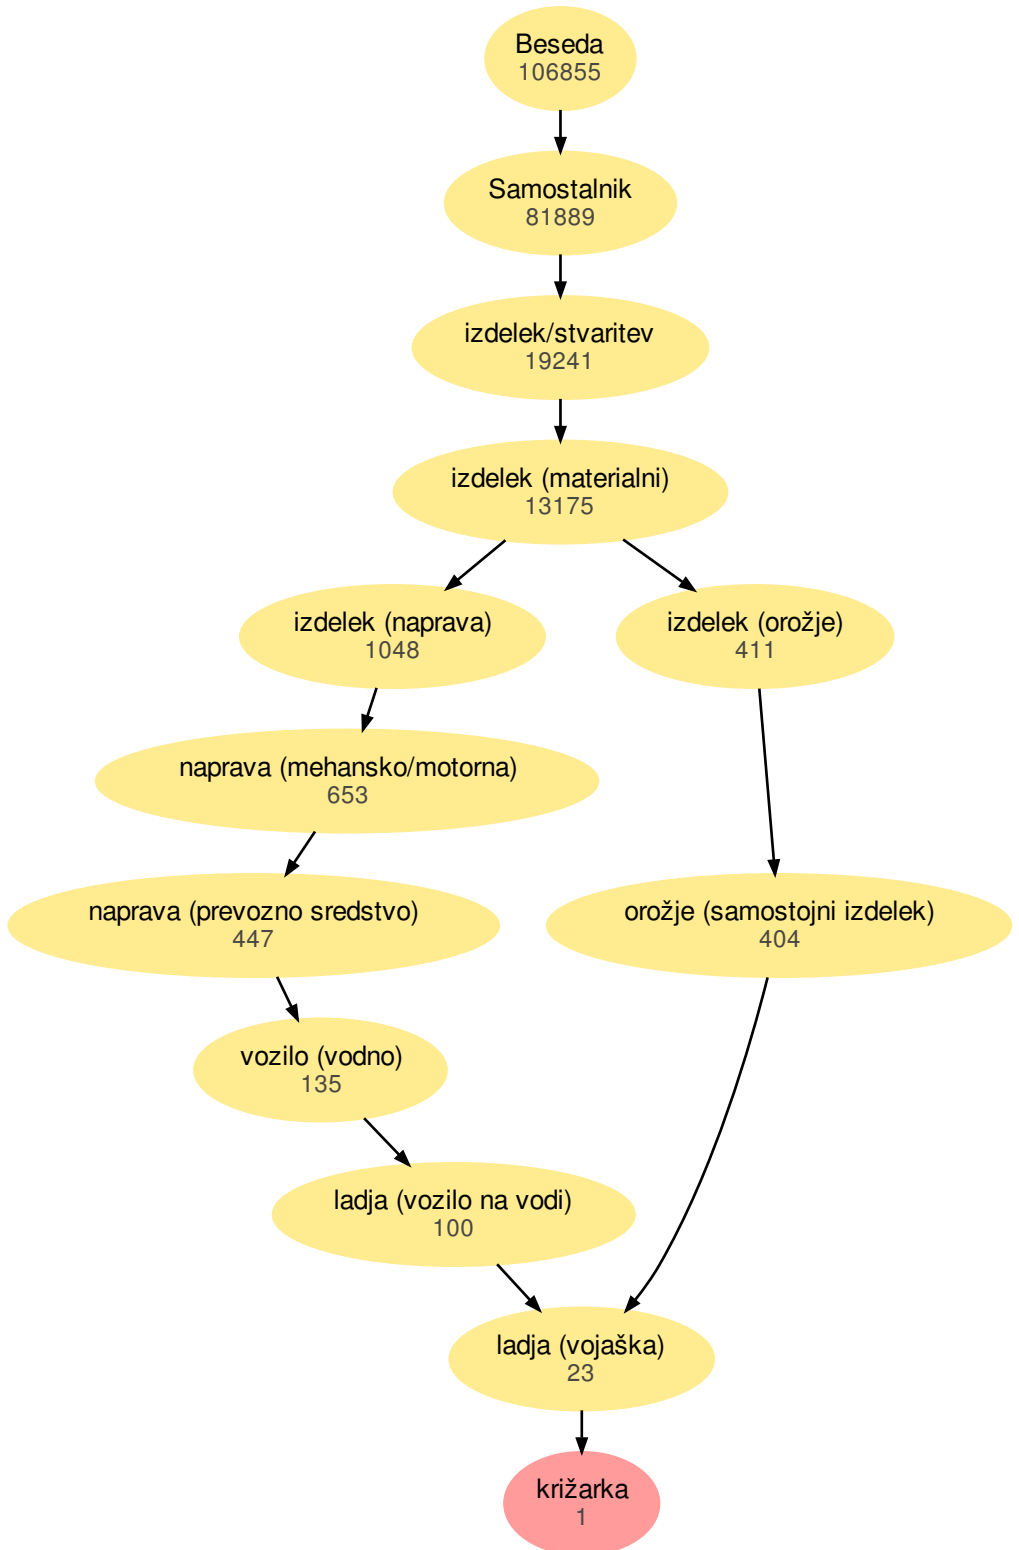 Beseda
106855
Samostalnik
81889
izdelek/stvaritev
19241
izdelek (materialni)
13175
izdelek (naprava)
1048
izdelek (orožje)
411
naprava (mehansko/motorna)
653
naprava (prevozno sredstvo)
447
orožje (samostojni izdelek)
404
vozilo (vodno)
135
ladja (vozilo na vodi)
100
ladja (vojaška)
23
križarka
1